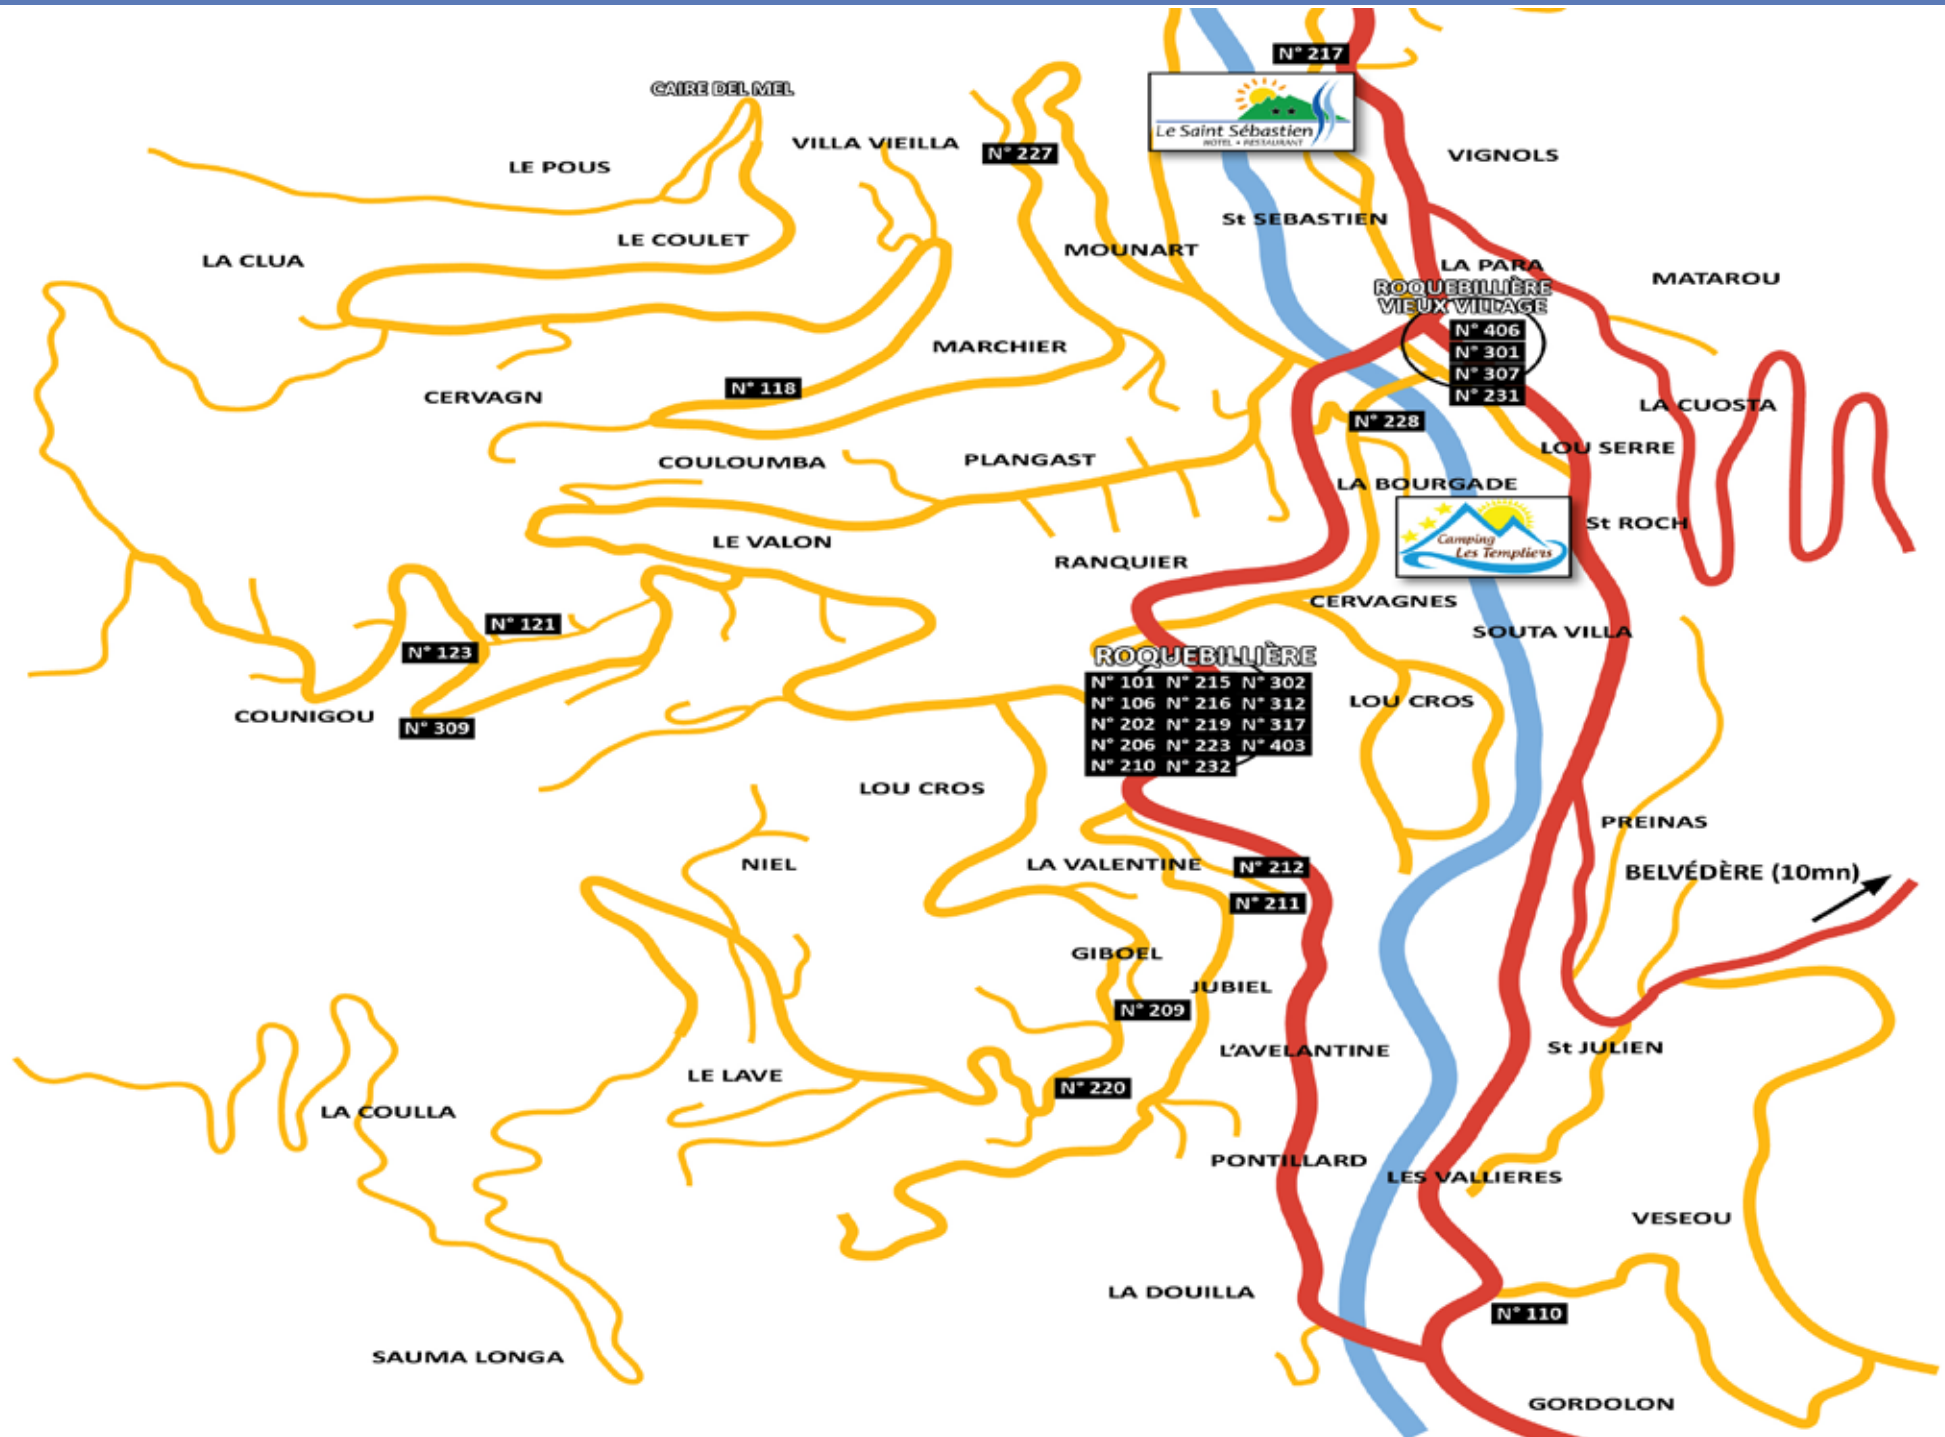 N° 217
CAIRE DEL MEL
Le Saint Sébastien
HOTEL • RESTAURANT
VILLA VIEILLA
N° 227
VIGNOLS
LE POUS
St SEBASTIEN
LE COULET
MOUNART
LA CLUA
LA PARA
MATAROU
ROQUEBILLIÈRE
VIEUX VILLAGE
N° 406
N° 301
N° 307
N° 231
MARCHIER
N° 118
CERVAGN
LA CUOSTA
N° 228
LOU SERRE
COULOUMBA
PLANGAST
LA BOURGADE
St ROCH
Camping
Les Templiers
LE VALON
RANQUIER
CERVAGNES
N° 121
SOUTA VILLA
N° 123
ROQUEBILLIÈRE
N° 101 N° 215 N° 302
N° 106 N° 216 N° 312
N° 202 N° 219 N° 317
N° 206 N° 223 N° 403
N° 210 N° 232
LOU CROS
COUNIGOU
N° 309
LOU CROS
PREINAS
NIEL
LA VALENTINE
N° 212
BELVÉDÈRE (10mn)
N° 211
GIBOEL
JUBIEL
N° 209
L'AVELANTINE
St JULIEN
LE LAVE
N° 220
LA COULLA
PONTILLARD
LES VALLIERES
VESEOU
LA DOUILLA
N° 110
SAUMA LONGA
GORDOLON